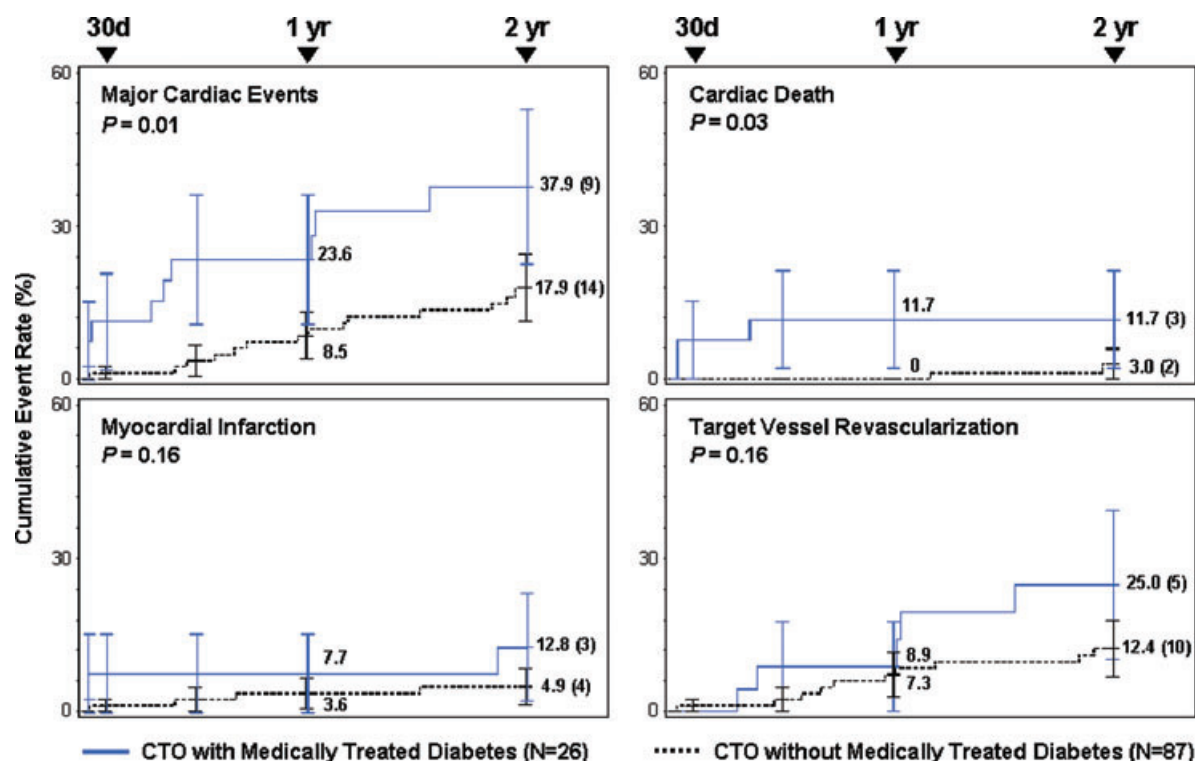 30d 1 yr 2 yr 30d 1 yr 2 yr
Cumulative Event Rate (%)
60
30
0
Major Cardiac Events
P = 0.01
37.9 (9)
23.6
17.9 (14)
8.5
60
30
0
Cardiac Death
P = 0.03
11.7
11.7 (3)
0
3.0 (2)
60
30
0
Myocardial Infarction
P = 0.16
7.7
12.8 (3)
3.6
4.9 (4)
60
30
0
Target Vessel Revascularization
P = 0.16
25.0 (5)
8.9
12.4 (10)
7.3
CTO with Medically Treated Diabetes (N=26) CTO without Medically Treated Diabetes (N=87)